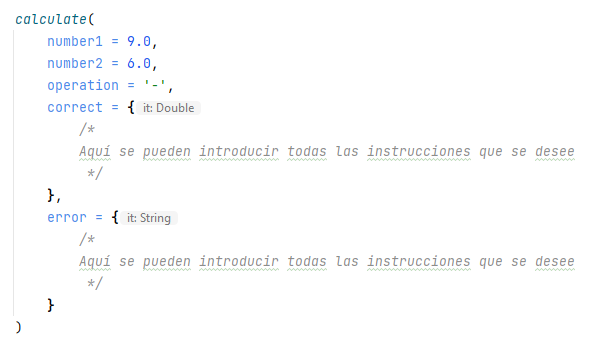 calculate(
number1 = 9.0,
number2 = 6.0,
operation = '-',
correct = { it: Double
/*
Aquí se pueden introducir todas las instrucciones que se desee
*/
},
error = { it: String
/*
Aquí se pueden introducir todas las instrucciones que se desee
*/
}
)